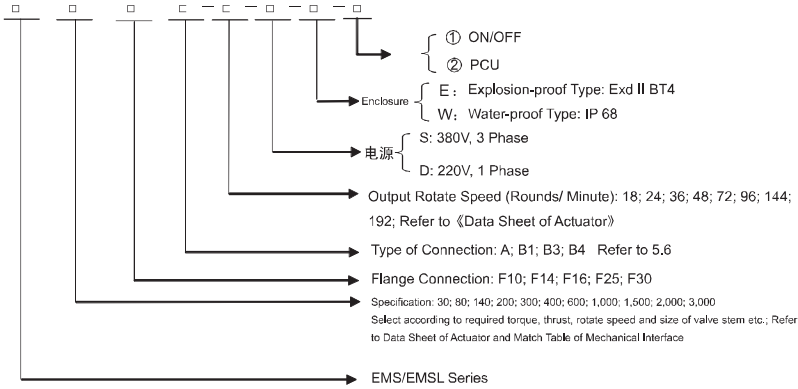 □ □ □ □ — □ — □ — □ — □
① ON/OFF
② PCU
Enclosure
E： Explosion-proof Type: Exd II BT4
W： Water-proof Type: IP 68
电源
S: 380V, 3 Phase
D: 220V, 1 Phase
Output Rotate Speed (Rounds/ Minute): 18; 24; 36; 48; 72; 96; 144;
192; Refer to《Data Sheet of Actuator》
Type of Connection: A; B1; B3; B4 Refer to 5.6
Flange Connection: F10; F14; F16; F25; F30
Specification: 30; 80; 140; 200; 300; 400; 600; 1,000; 1,500; 2,000; 3,000
Select according to required torque, thrust, rotate speed and size of valve stem etc.; Refer
to Data Sheet of Actuator and Match Table of Mechanical Interface
EMS/EMSL Series